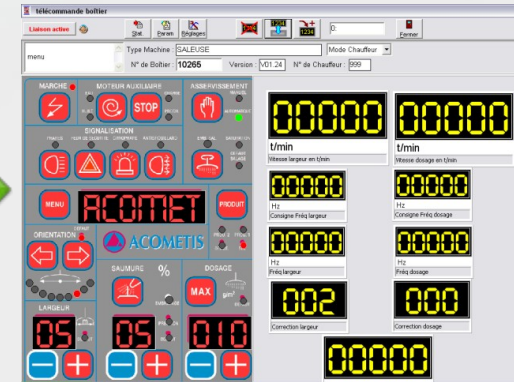 télécommande boîtier
Liaison active
Stat. Param Réglages 0 Fermer
1234
menu
Type Machine : SALEUSE Mode Chauffeur
N° de Boîtier : 10265 Version : V01.24 N° de Chauffeur : 999
MARCHE MOTEUR AUXILIAIRE ASSERVISSEMENT
STOP
SIGNALISATION
MENU ACOMET PRODUIT
ORIENTATION
ACOMETIS
SAUMURE % DOSAGE
MAX g/m²
LARGEUR
05 05 010
00000 00000
t/min t/min
Vitesse largeur en t/min Vitesse dosage en t/min
00000 00000
Hz Hz
Consigne Fréq largeur Consigne Fréq dosage
00000 00000
Hz Hz
Fréq largeur Fréq dosage
002 000
Correction largeur Correction dosage
00000